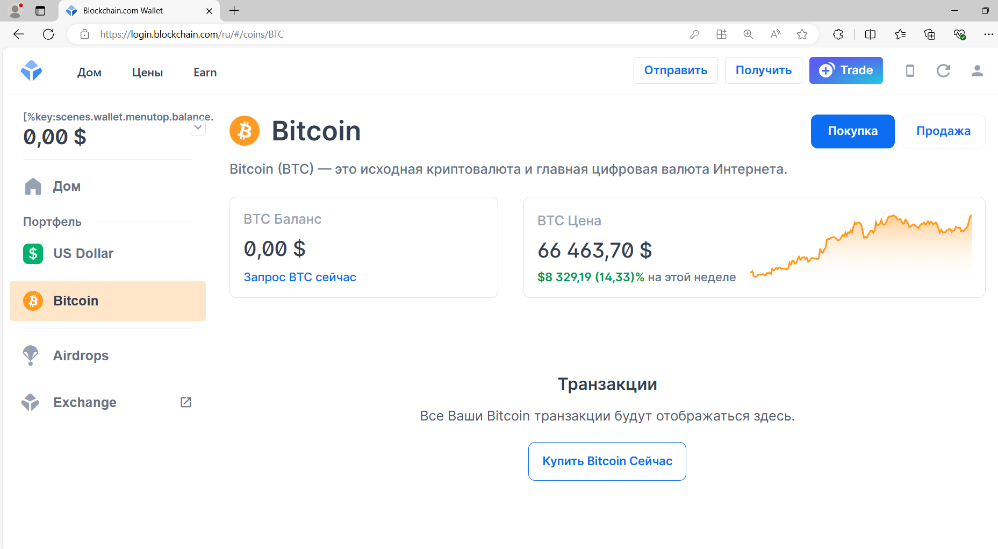 Blockchain.com Wallet
https://login.blockchain.com/ru/#/coins/BTC
Дом Цены Earn Отправить Получить Trade
[%key:scenes.wallet.menutop.balance.
0,00 $
Дом
Портфель
US Dollar
Bitcoin
Airdrops
Exchange
Bitcoin
Покупка Продажа
Bitcoin (BTC) — это исходная криптовалюта и главная цифровая валюта Интернета.
BTC Баланс
0,00 $
Запрос BTC сейчас
BTC Цена
66 463,70 $
$8 329,19 (14,33)% на этой неделе
Транзакции
Все Ваши Bitcoin транзакции будут отображаться здесь.
Купить Bitcoin Сейчас